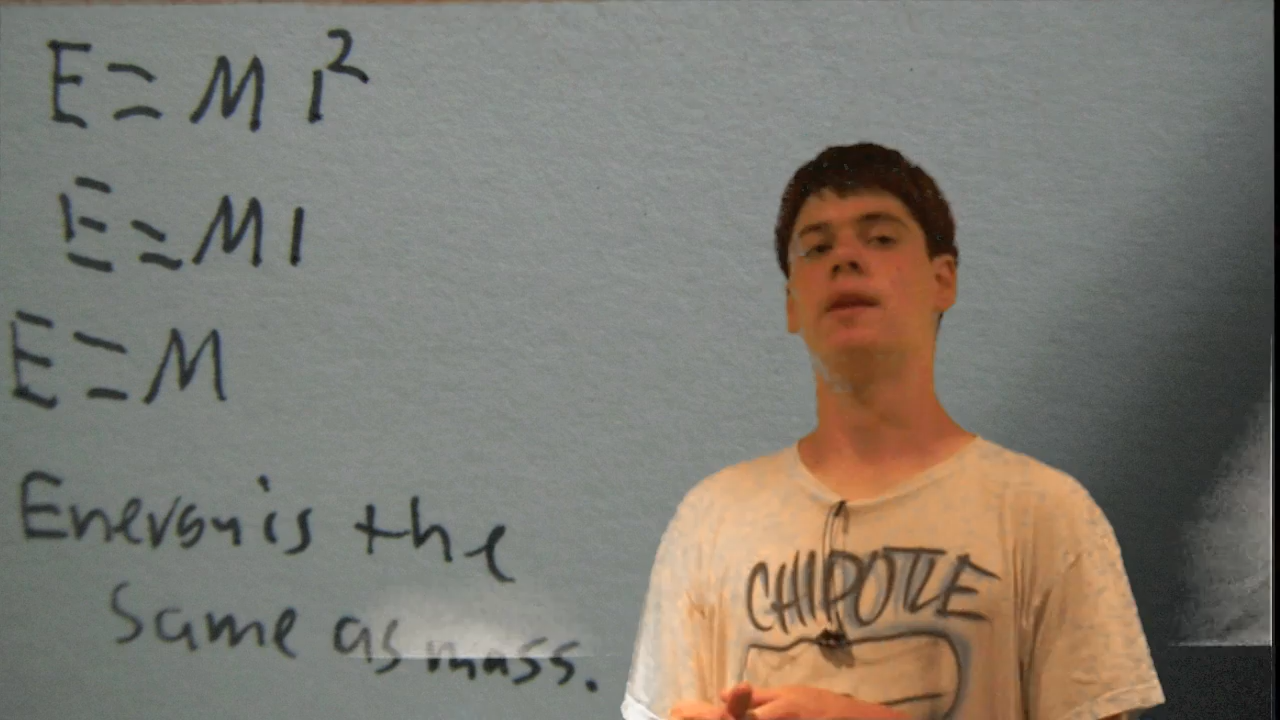 E = M 1²
E = M 1
E = M
Energy is the
same as mass.
CHIPOTLE